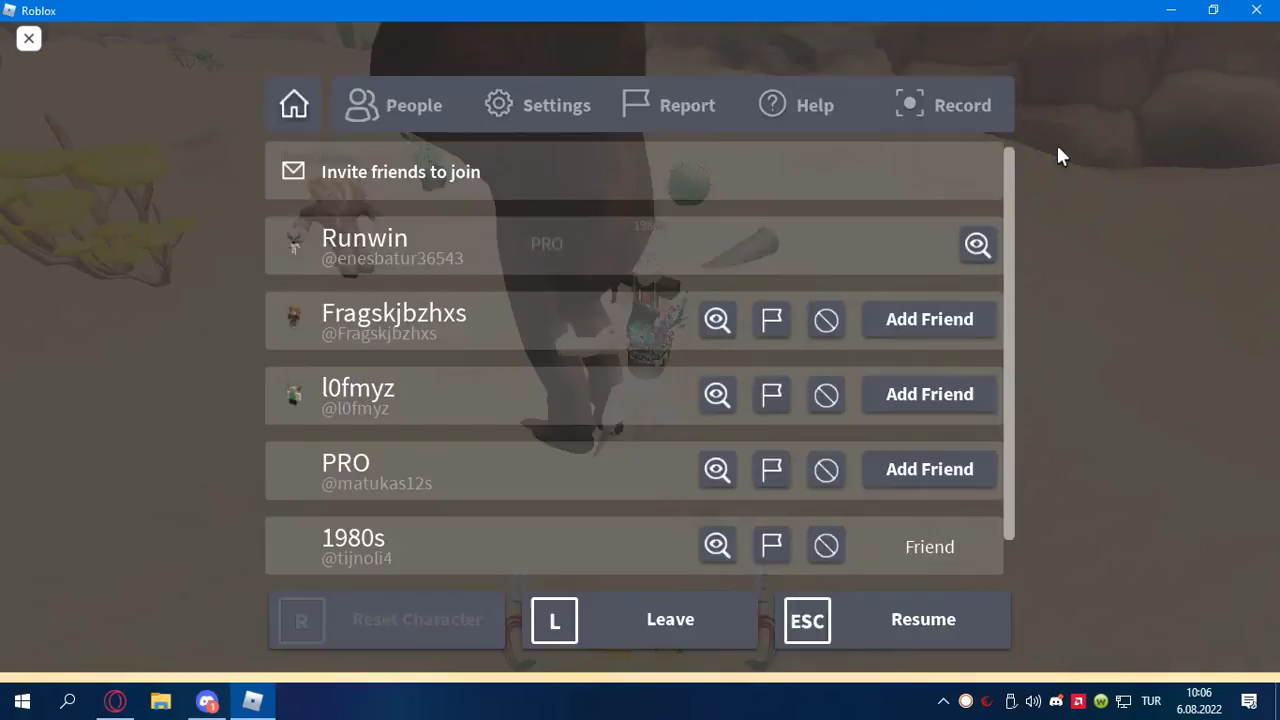 Roblox
People
Settings
Report
Help
Record
Invite friends to join
Runwin
@enesbatur36543
PRO
Fragskjbzhxs
@Fragskjbzhxs
Add Friend
l0fmyz
@l0fmyz
Add Friend
PRO
@matukas12s
Add Friend
1980s
@tijnoli4
Friend
R Reset Character
L Leave
ESC Resume
TUR
10:06
6.08.2022